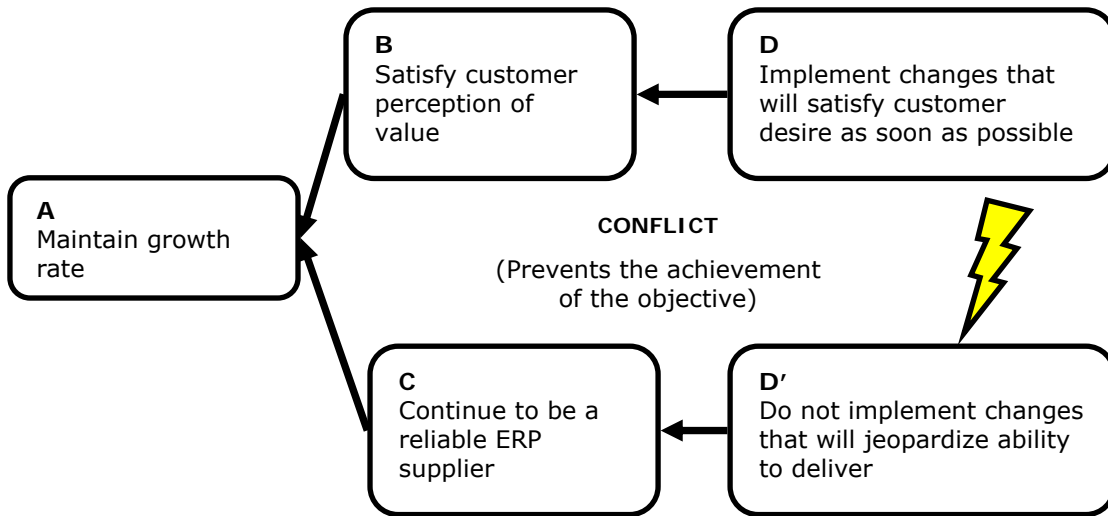 B
Satisfy customer
perception of
value
D
Implement changes that
will satisfy customer
desire as soon as possible
A
Maintain growth
rate
CONFLICT
(Prevents the achievement
of the objective)
C
Continue to be a
reliable ERP
supplier
D’
Do not implement changes
that will jeopardize ability
to deliver